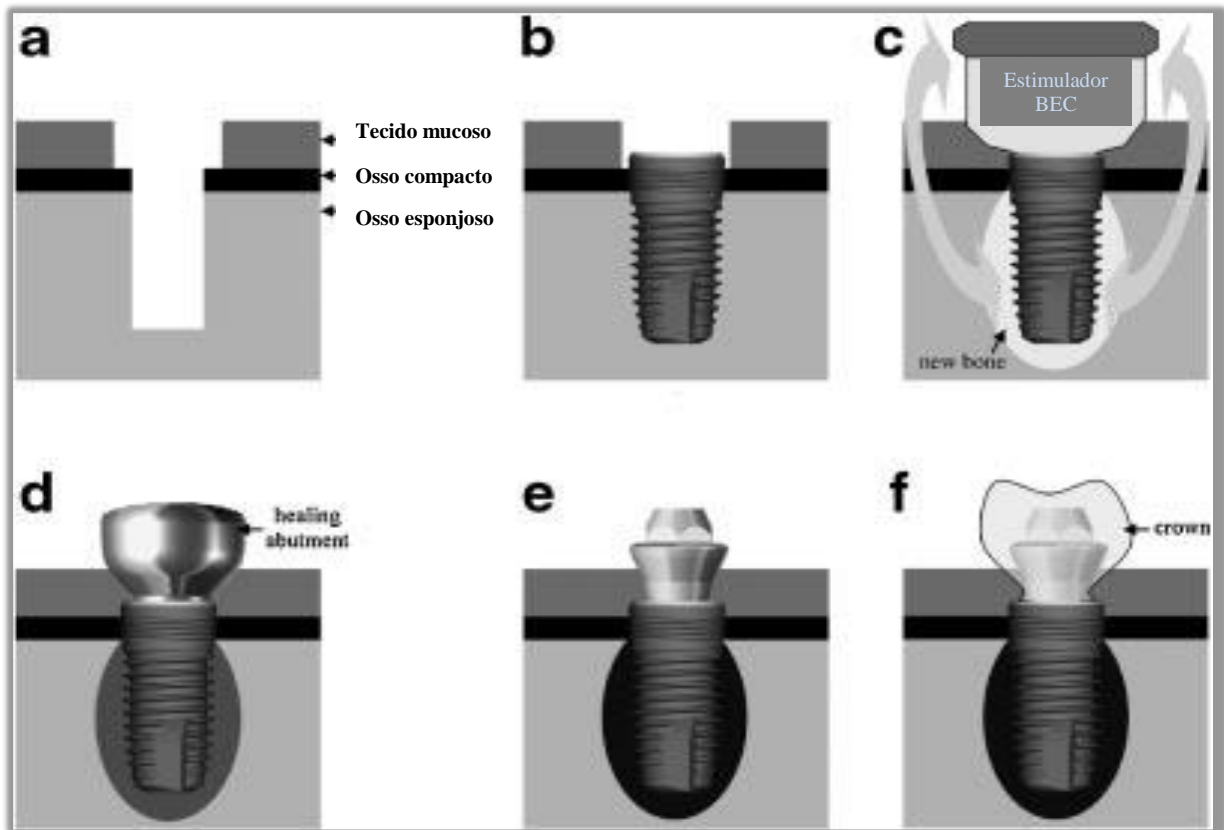 a
b
c
Estimulador
BEC
Tecido mucoso
Osso compacto
Osso esponjoso
new bone
d
healing
abutment
e
f
crown